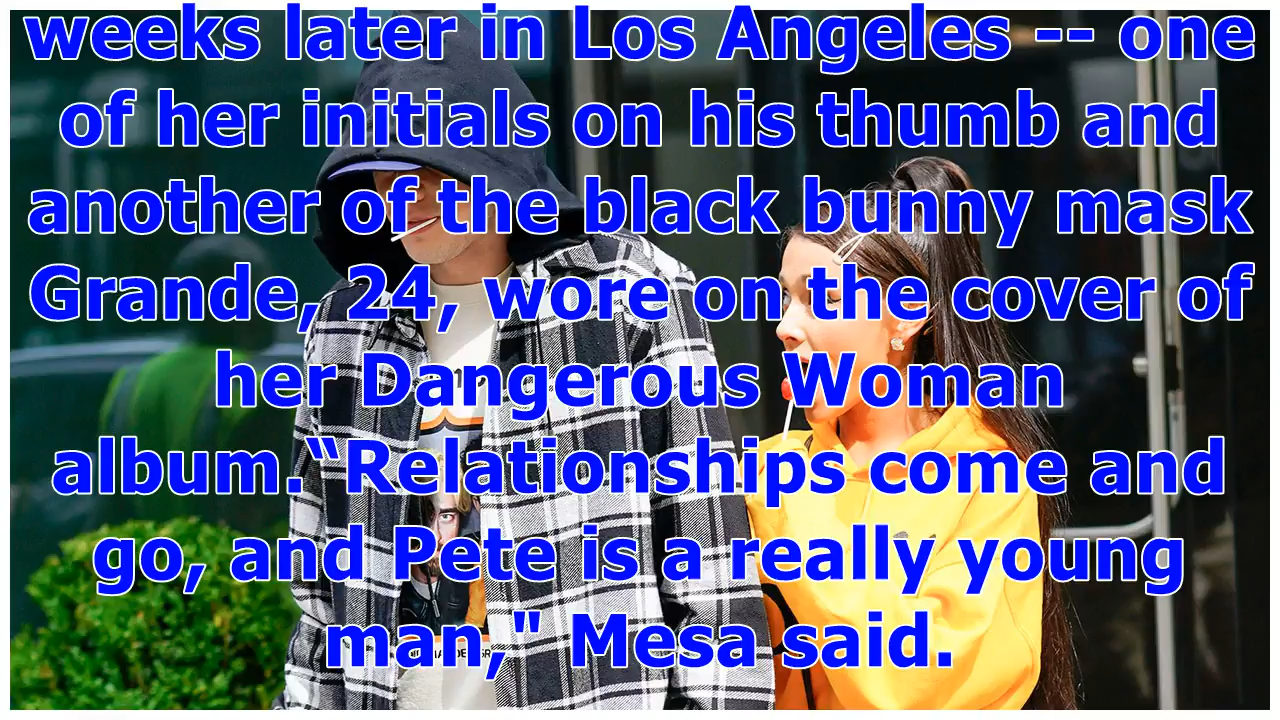 weeks later in Los Angeles -- one
of her initials on his thumb and
another of the black bunny mask
Grande, 24, wore on the cover of
her Dangerous Woman
album.“Relationships come and
go, and Pete is a really young
man," Mesa said.